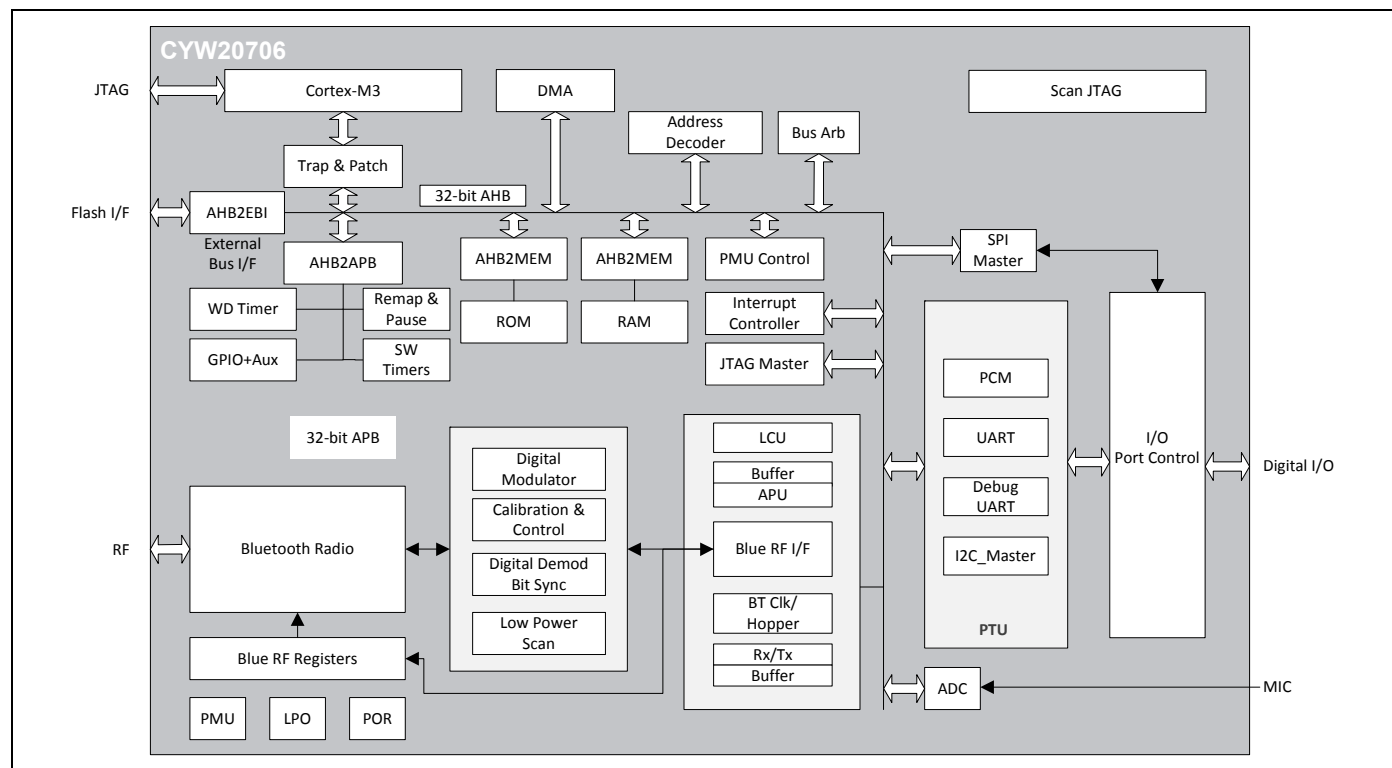 CYW20706
JTAG
Cortex-M3
DMA
Scan JTAG
Address
Decoder
Bus Arb
Trap & Patch
32-bit AHB
Flash I/F
AHB2EBI
External
Bus I/F
AHB2APB
AHB2MEM
AHB2MEM
PMU Control
SPI
Master
WD Timer
Remap &
Pause
ROM
RAM
Interrupt
Controller
GPIO+Aux
SW
Timers
JTAG Master
PCM
UART
Debug
UART
I2C_Master
PTU
I/O
Port Control
Digital I/O
32-bit APB
Digital
Modulator
Calibration &
Control
Digital Demod
Bit Sync
Low Power
Scan
LCU
Buffer
APU
Blue RF I/F
BT Clk/
Hopper
Rx/Tx
Buffer
RF
Bluetooth Radio
Blue RF Registers
PMU
LPO
POR
ADC
MIC